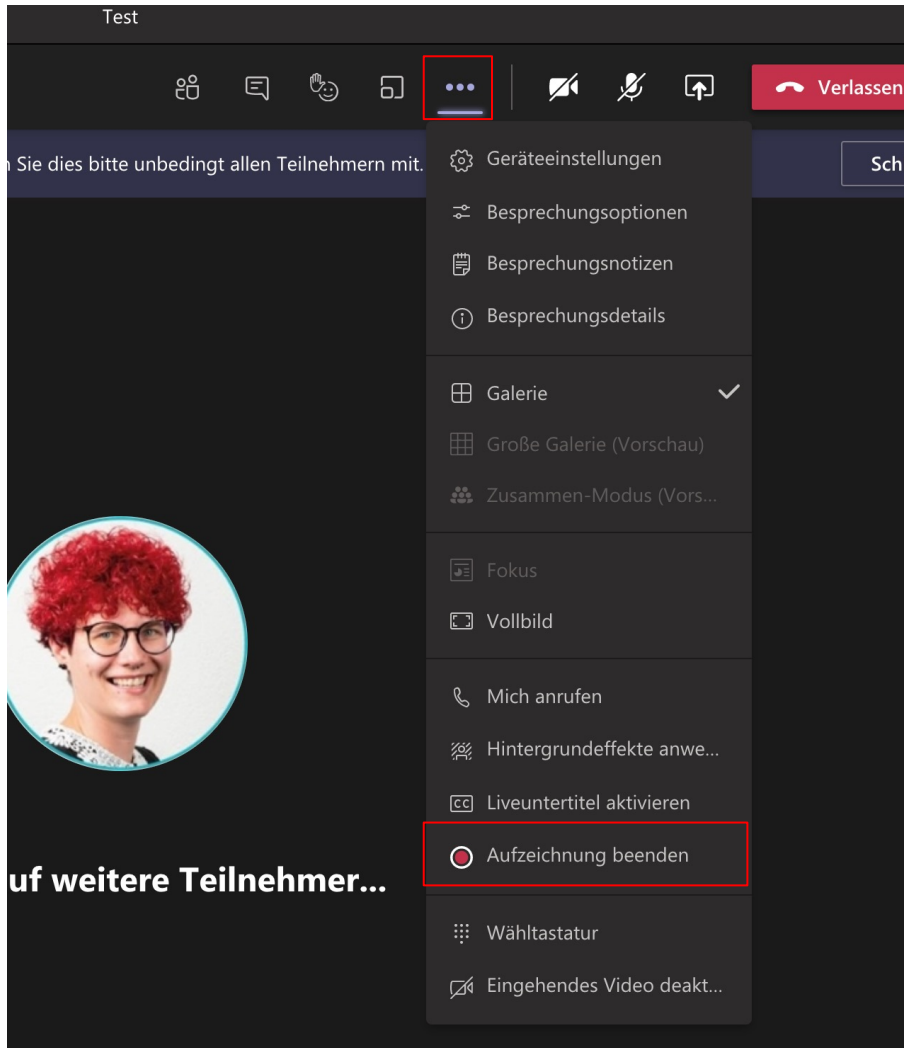 Test
Verlassen
Sie dies bitte unbedingt allen Teilnehmern mit.
Sch
Geräteeinstellungen
Besprechungsoptionen
Besprechungsnotizen
Besprechungsdetails
Galerie
Große Galerie (Vorschau)
Zusammen-Modus (Vors...
Fokus
Vollbild
Mich anrufen
Hintergrundeffekte anwe...
CC Liveuntertitel aktivieren
Aufzeichnung beenden
uf weitere Teilnehmer...
Wähltastatur
Eingehendes Video deakt...